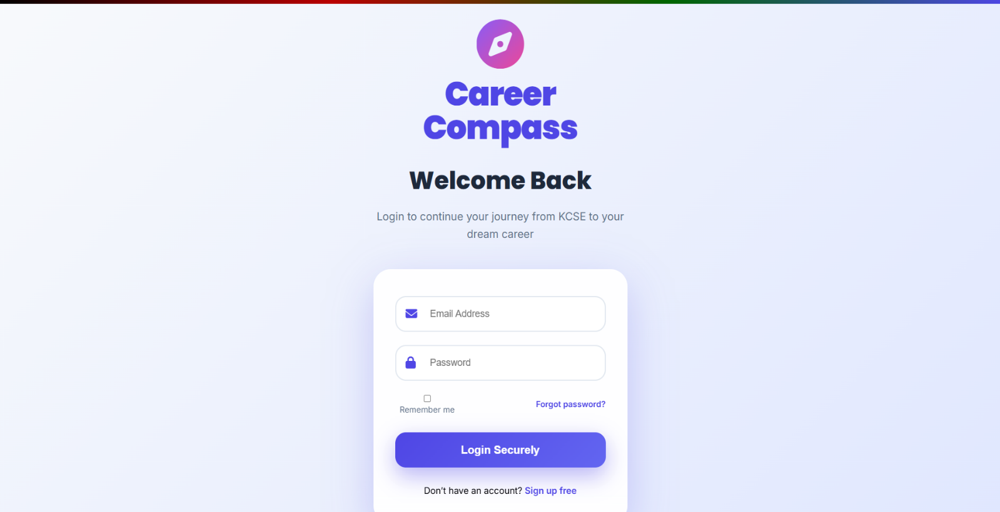 Career
Compass
Welcome Back
Login to continue your journey from KCSE to your
dream career
Email Address
Password
Remember me
Forgot password?
Login Securely
Don’t have an account? Sign up free